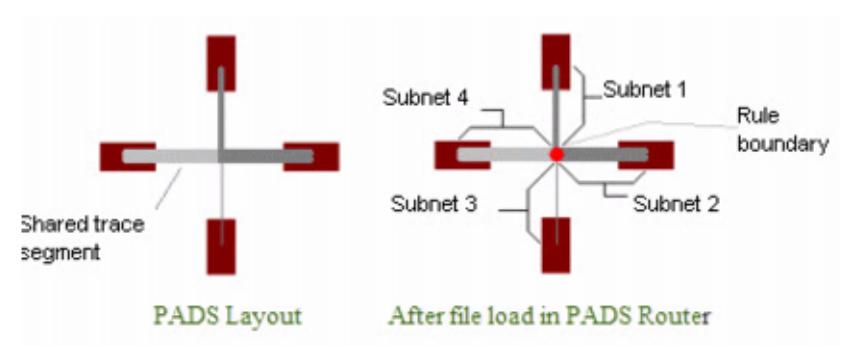 Shared trace
segment
PADS Layout
Subnet 4
Subnet 1
Rule
boundary
Subnet 3
Subnet 2
After file load in PADS Router